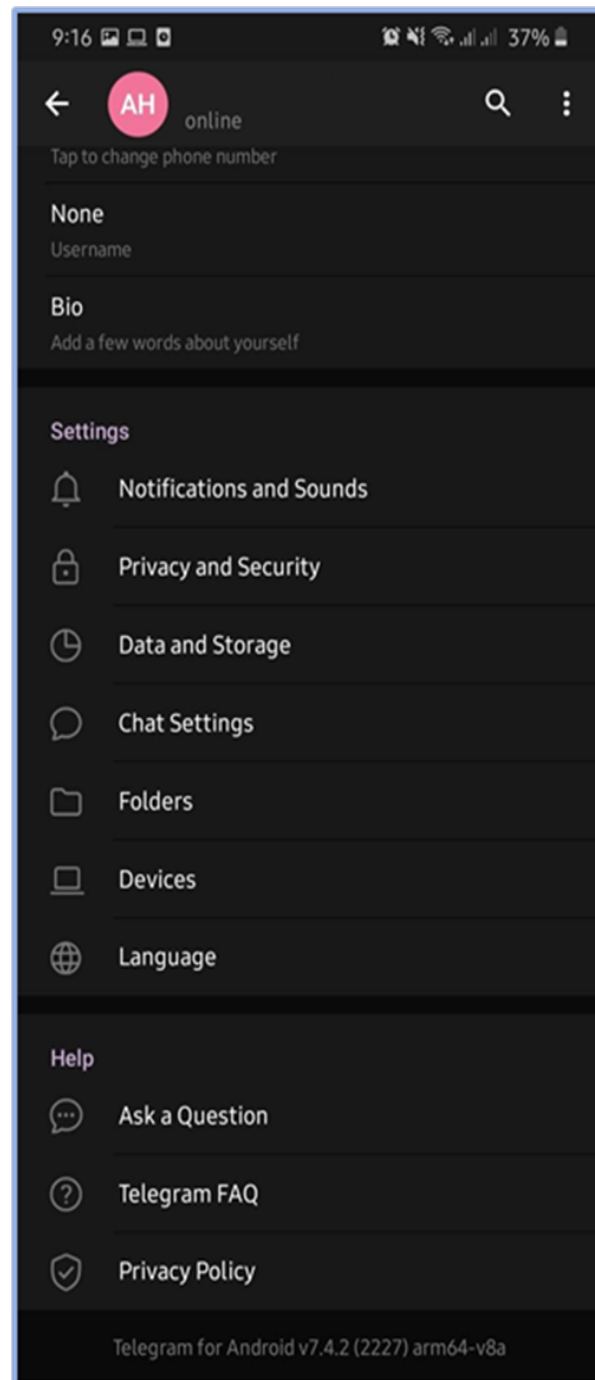 9:16 37%
AH
online
Tap to change phone number
None
Username
Bio
Add a few words about yourself
Settings
Notifications and Sounds
Privacy and Security
Data and Storage
Chat Settings
Folders
Devices
Language
Help
Ask a Question
Telegram FAQ
Privacy Policy
Telegram for Android v7.4.2 (2227) arm64-v8a